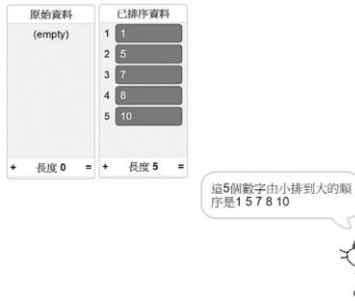 原始資料
(empty)
+ 長度 0 =
已排序資料
1 1
2 5
3 7
4 8
5 10
+ 長度 5 =
這5個數字由小排到大的順
序是1 5 7 8 10